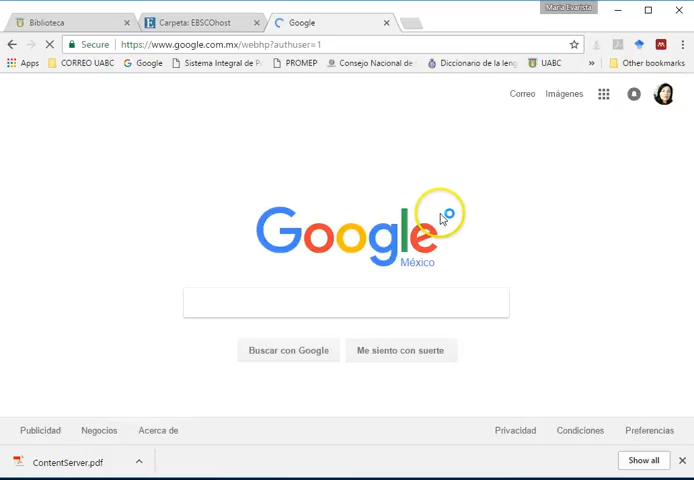 Maria Evarista
Biblioteca
Carpeta: EBSCOhost
Google
Secure
https://www.google.com.mx/webhp?authuser=1
Apps
CORREO UABC
Google
Sistema Integral de P
PROMEP
Consejo Nacional de
Diccionario de la leng
UABC
»
Other bookmarks
Correo
Imágenes
Google
México
Buscar con Google
Me siento con suerte
Publicidad
Negocios
Acerca de
Privacidad
Condiciones
Preferencias
ContentServer.pdf
Show all